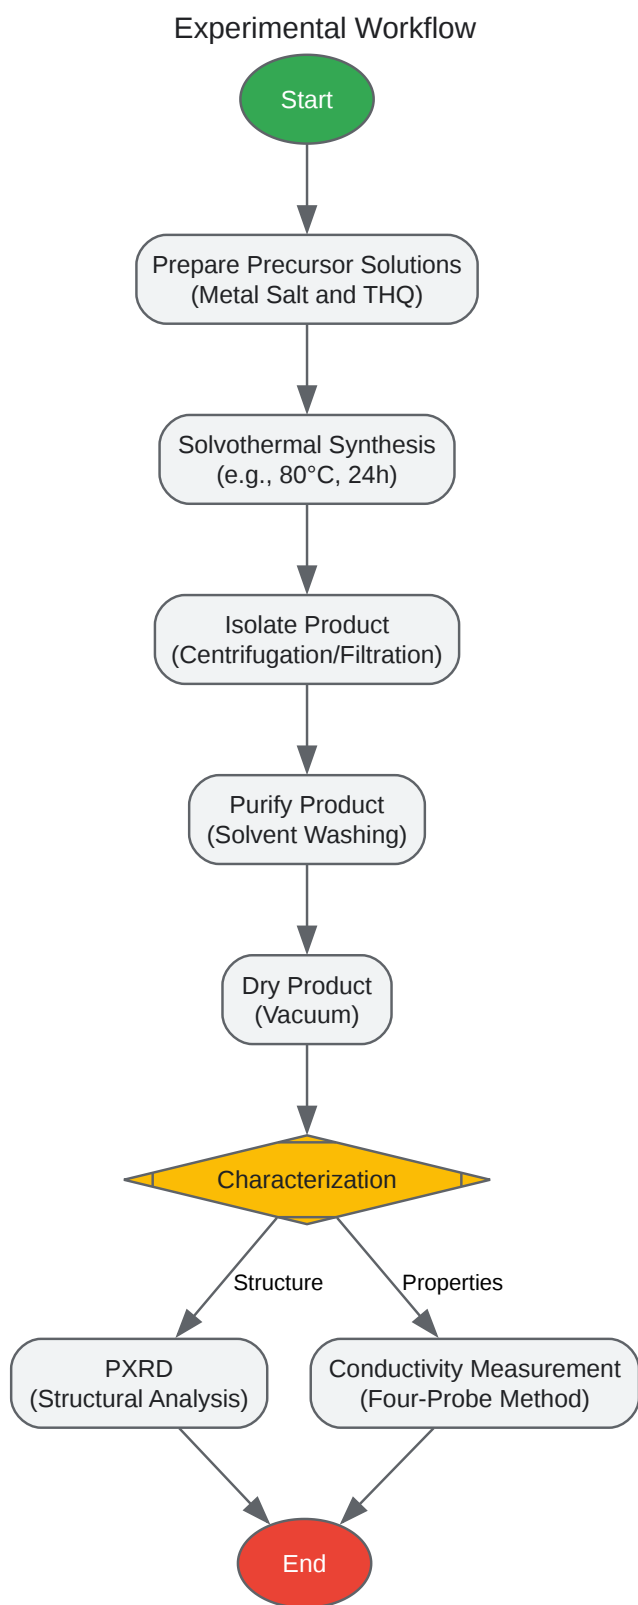 Experimental Workflow
Start
Prepare Precursor Solutions
(Metal Salt and THQ)
Solvothermal Synthesis
(e.g., 80°C, 24h)
Isolate Product
(Centrifugation/Filtration)
Purify Product
(Solvent Washing)
Dry Product
(Vacuum)
Characterization
Structure
Properties
PXRD
(Structural Analysis)
Conductivity Measurement
(Four-Probe Method)
End